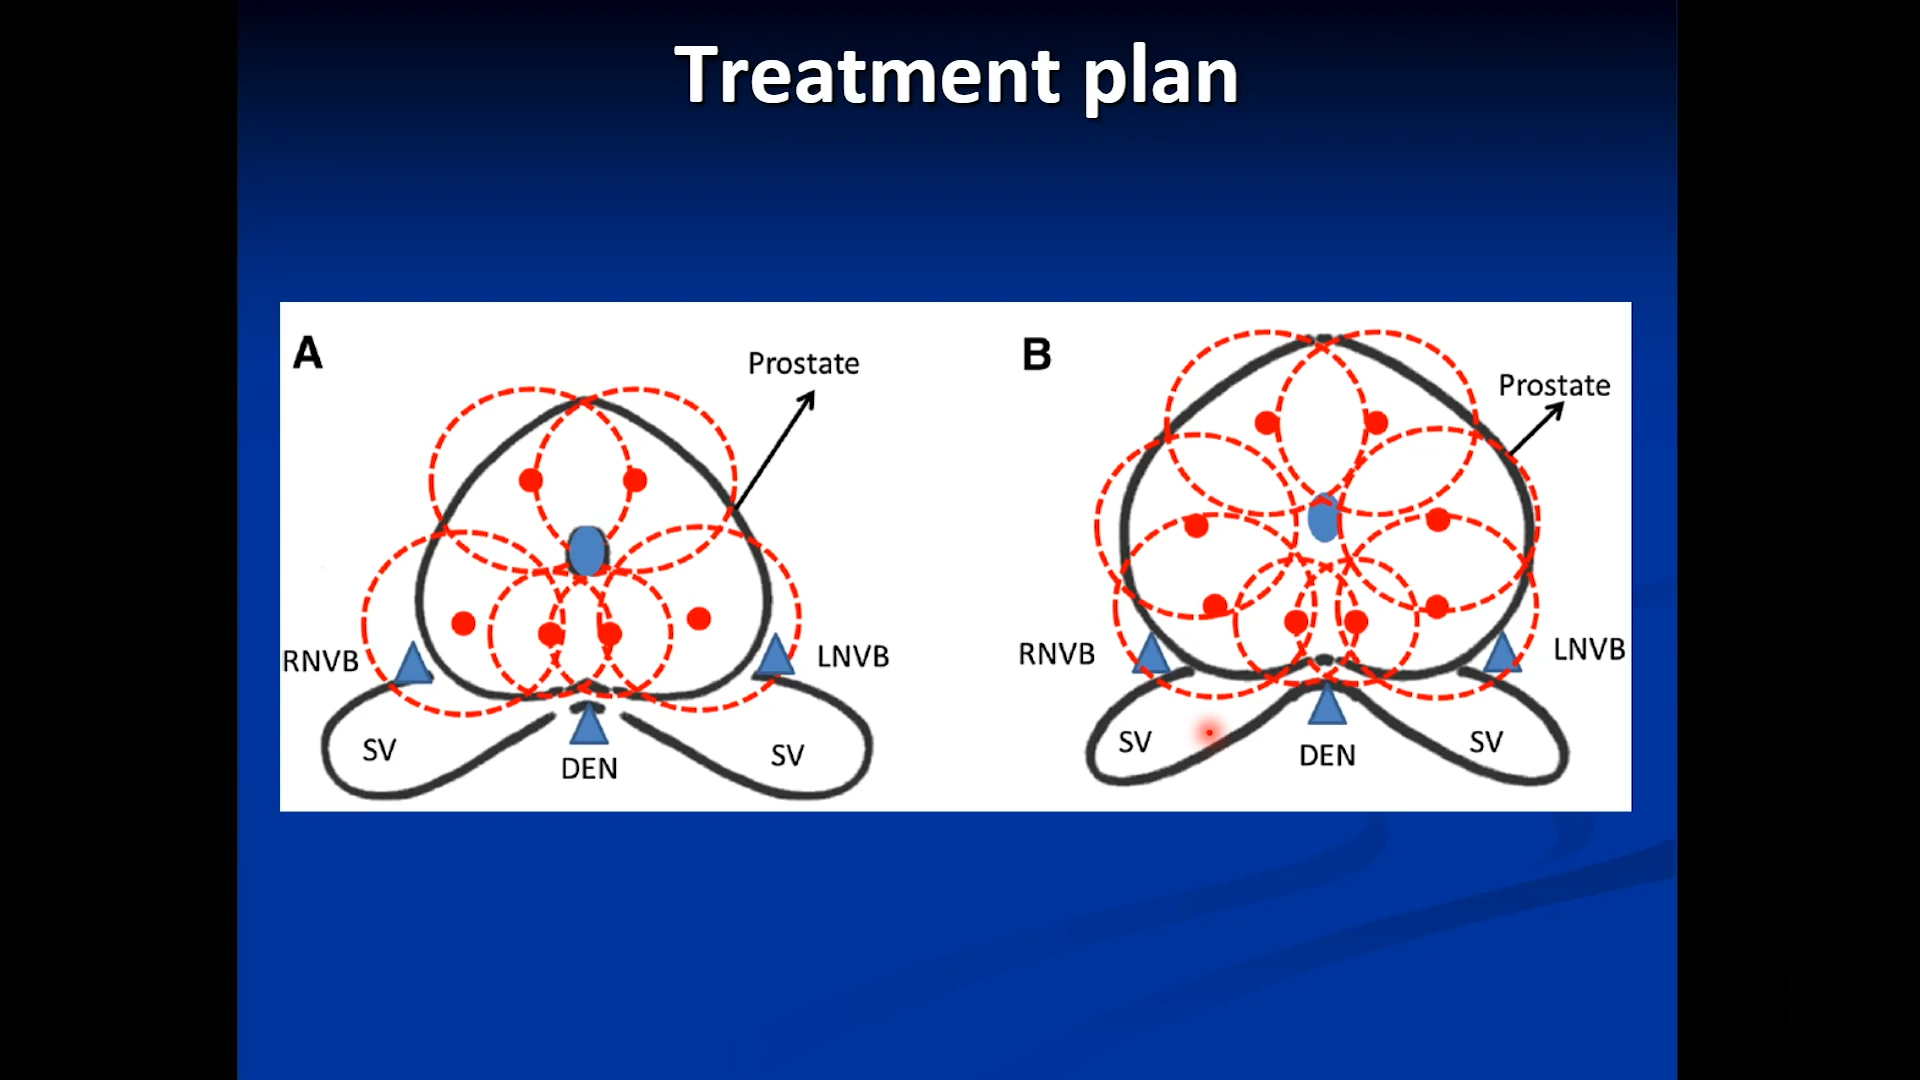 Treatment plan
A
Prostate
RNVB
LNVB
SV
DEN
SV
B
Prostate
RNVB
LNVB
SV
DEN
SV